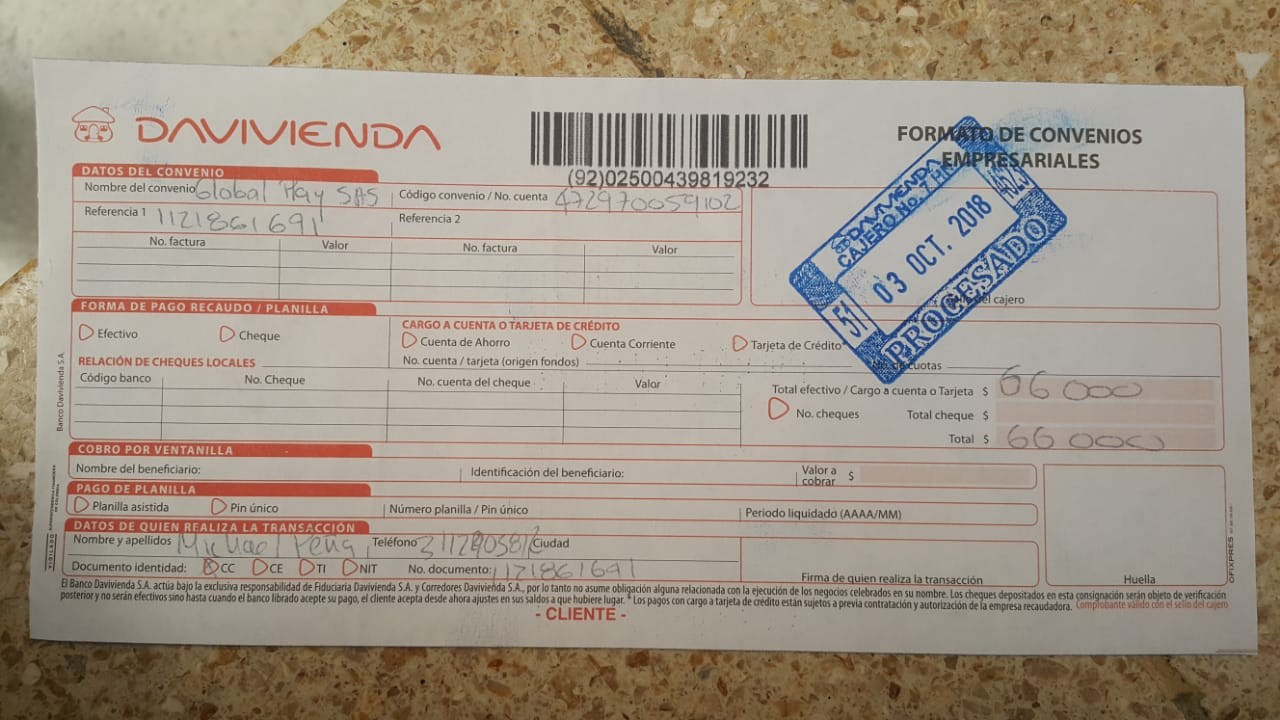 DAVIVIENDA
(92)02500439819232
FORMATO DE CONVENIOS
EMPRESARIALES
DATOS DEL CONVENIO
Nombre del convenio Global Hay SAS Código convenio / No. cuenta 472970059102
Referencia 1 1121861691 Referencia 2
No. factura Valor No. factura Valor
DAVIVIENDA
CAJERO No. 7
51 03 OCT. 2018
PROCESADO
Sello del cajero
FORMA DE PAGO RECAUDO / PLANILLA
Efectivo Cheque
CARGO A CUENTA O TARJETA DE CRÉDITO
Cuenta de Ahorro Cuenta Corriente Tarjeta de Crédito*
No. cuenta / tarjeta (origen fondos) No. de cuotas
RELACIÓN DE CHEQUES LOCALES
Código banco No. Cheque No. cuenta del cheque Valor
Total efectivo / Cargo a cuenta o Tarjeta $ 66000
No. cheques Total cheque $
Total $ 66000
COBRO POR VENTANILLA
Nombre del beneficiario: Identificación del beneficiario: Valor a cobrar $
PAGO DE PLANILLA
Planilla asistida Pin único Número planilla / Pin único Periodo liquidado (AAAA/MM)
DATOS DE QUIEN REALIZA LA TRANSACCIÓN
Nombre y apellidos Michael Peña Teléfono Ciudad
Documento identidad: CC CE TI NIT No. documento: 1121861691
Firma de quien realiza la transacción Huella
El Banco Davivienda S.A. actúa bajo la exclusiva responsabilidad de Fiduciaria Davivienda S.A. y Corredores Davivienda S.A., por lo tanto no asume obligación alguna relacionada con la ejecución de los negocios celebrados en su nombre. Los cheques depositados en esta consignación serán objeto de verificación
posterior y no serán efectivos sino hasta cuando el banco librado acepte su pago, el cliente acepta desde ahora ajustes en sus saldos a que hubiere lugar. * Los pagos con cargo a tarjeta de crédito están sujetos a previa contratación y autorización de la empresa recaudadora. Comprobante válido con el sello del cajero
- CLIENTE -
Banco Davivienda S.A.